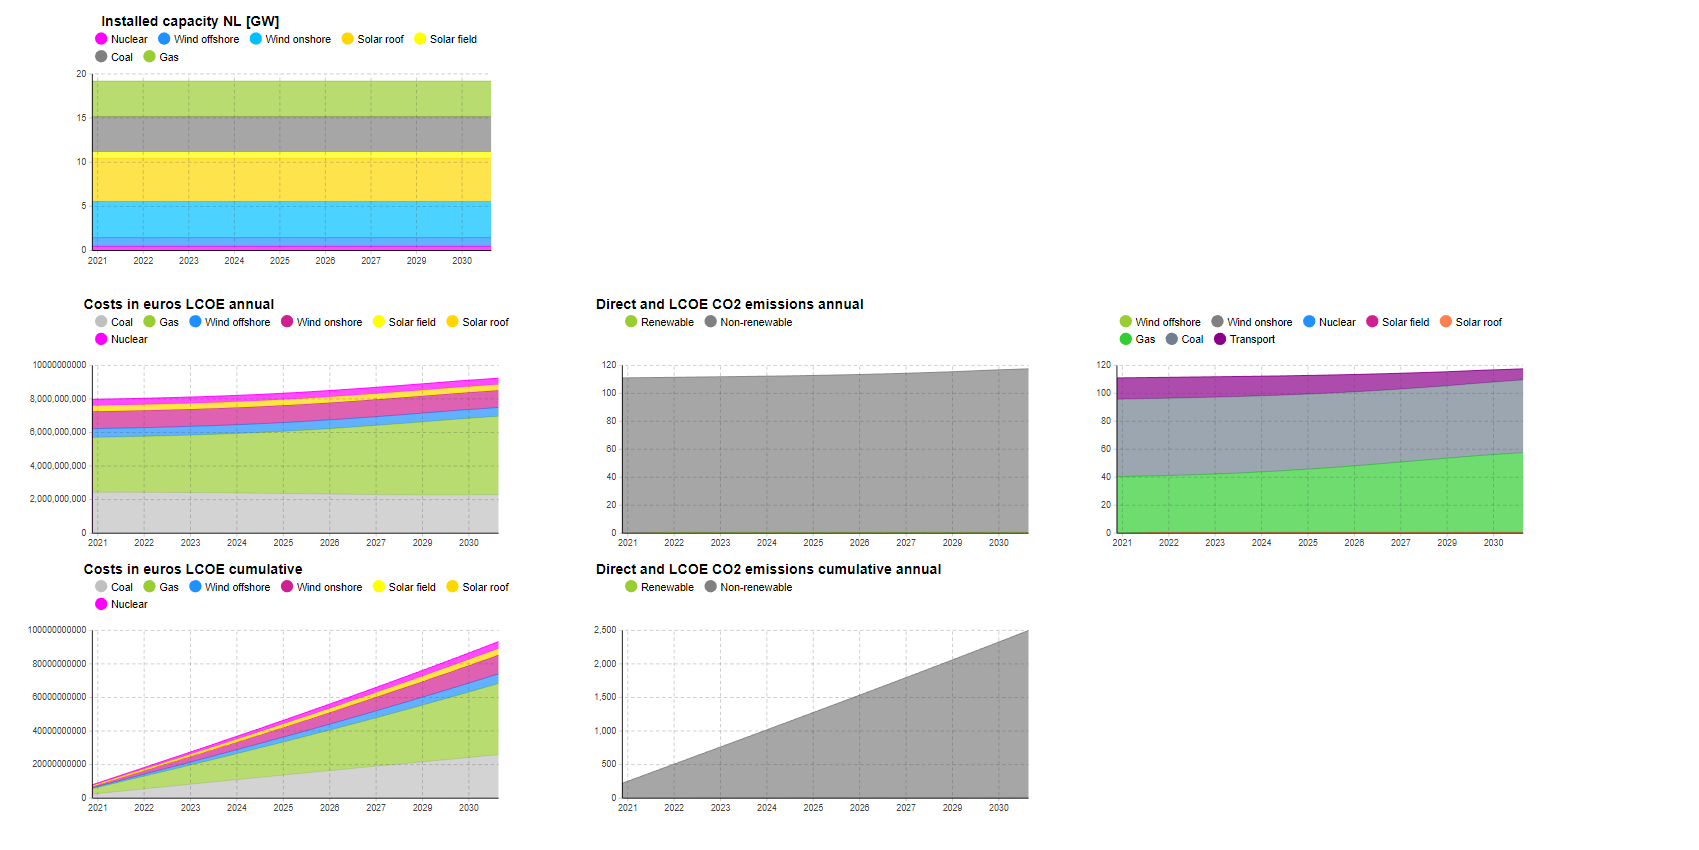 Installed capacity NL [GW]
Nuclear Wind offshore Wind onshore Solar roof Solar field
Coal Gas
20
15
10
5
0
2021 2022 2023 2024 2025 2026 2027 2029 2030
Costs in euros LCOE annual
Coal Gas Wind offshore Wind onshore Solar field Solar roof
Nuclear
10000000000
8,000,000,000
6,000,000,000
4,000,000,000
2,000,000,000
0
2021 2022 2023 2024 2025 2026 2027 2029 2030
Direct and LCOE CO2 emissions annual
Renewable Non-renewable
120
100
80
60
40
20
0
2021 2022 2023 2024 2025 2026 2027 2029 2030
Wind offshore Wind onshore Nuclear Solar field Solar roof
Gas Coal Transport
120
100
80
60
40
20
0
2021 2022 2023 2024 2025 2026 2027 2029 2030
Costs in euros LCOE cumulative
Coal Gas Wind offshore Wind onshore Solar field Solar roof
Nuclear
100000000000
80000000000
60000000000
40000000000
20000000000
0
2021 2022 2023 2024 2025 2026 2027 2029 2030
Direct and LCOE CO2 emissions cumulative annual
Renewable Non-renewable
2,500
2,000
1,500
1,000
500
0
2021 2022 2023 2024 2025 2026 2027 2029 2030